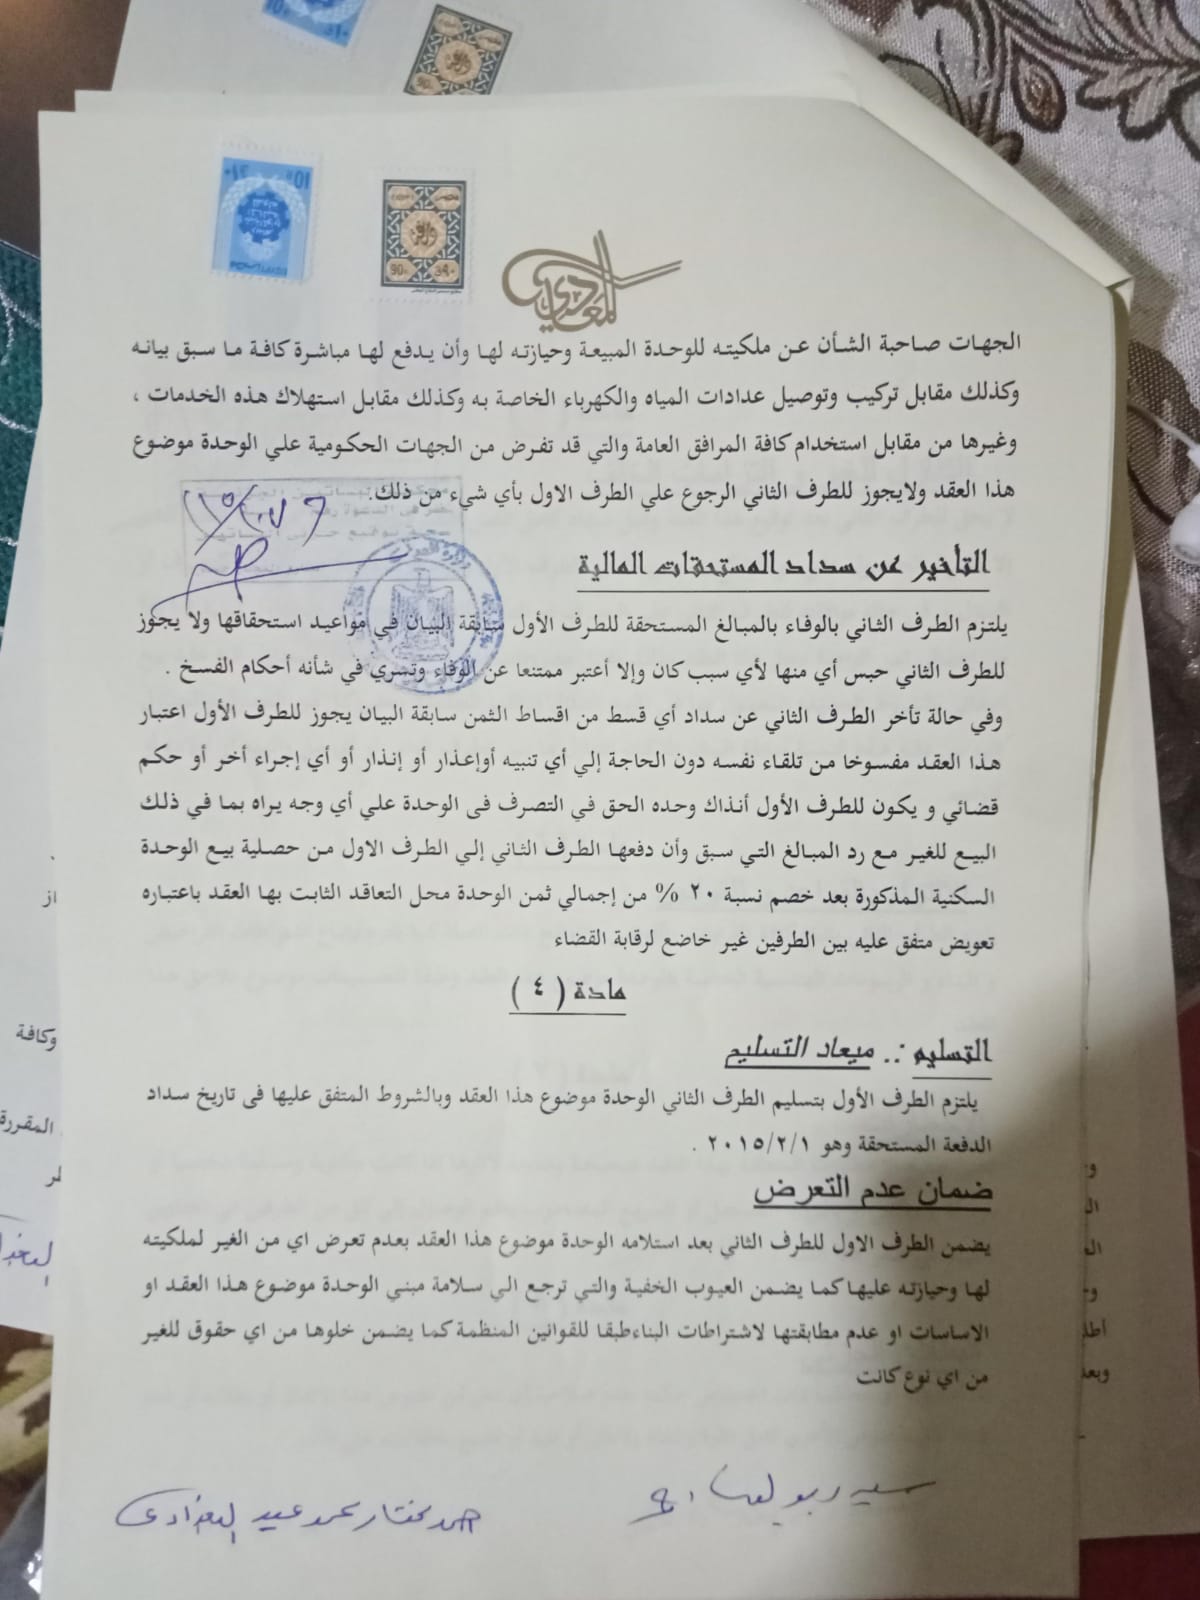 90 ٩٠
الجهات صاحبة الشأن عن ملكيته للوحدة المبيعة وحيازته لها وأن يدفع لها مباشرة كافة ما سبق بيانه
وكذلك مقابل تركيب وتوصيل عدادات المياه والكهرباء الخاصة به وكذلك مقابل استهلاك هذه الخدمات ،
وغيرها من مقابل استخدام كافة المرافق العامة والتي قد تفرض من الجهات الحكومية علي الوحدة موضوع
هذا العقد ولايجوز للطرف الثاني الرجوع علي الطرف الاول بأي شيء من ذلك.
التأخير عن سداد المستحقات المالية
يلتزم الطرف الثاني بالوفاء بالمبالغ المستحقة للطرف الأول سابقة البيان في مواعيد استحقاقها ولا يجوز
للطرف الثاني حبس أي منها لأي سبب كان وإلا أعتبر ممتنعا عن الوفاء وتسري في شأنه أحكام الفسخ .
وفي حالة تأخر الطرف الثاني عن سداد أي قسط من اقساط الثمن سابقة البيان يجوز للطرف الأول اعتبار
هذا العقد مفسوخا من تلقاء نفسه دون الحاجة إلي أي تنبيه أوإعذار أو إنذار أو أي إجراء أخر أو حكم
قضائي و يكون للطرف الأول أنذاك وحده الحق في التصرف فى الوحدة علي أي وجه يراه بما في ذلك
البيع للغير مع رد المبالغ التي سبق وأن دفعها الطرف الثاني إلي الطرف الاول من حصلية بيع الوحدة
السكنية المذكورة بعد خصم نسبة ٢٠ % من إجمالي ثمن الوحدة محل التعاقد الثابت بها العقد باعتباره
تعويض متفق عليه بين الطرفين غير خاضع لرقابة القضاء
مادة ( ٤ )
التسليم :. ميعاد التسليم
يلتزم الطرف الأول بتسليم الطرف الثاني الوحدة موضوع هذا العقد وبالشروط المتفق عليها فى تاريخ سداد
الدفعة المستحقة وهو ٢٠١٥/٢/١ .
ضمان عدم التعرض
يضمن الطرف الاول للطرف الثاني بعد استلامه الوحدة موضوع هذا العقد بعدم تعرض اي من الغير لملكيته
لها وحيازته عليها كما يضمن العيوب الخفية والتي ترجع الي سلامة مبني الوحدة موضوع هذا العقد او
الاساسات او عدم مطابقتها لاشتراطات البناءطبقا للقوانين المنظمة كما يضمن خلوها من اي حقوق للغير
من اي نوع كانت
احمد مختار محمد عبيد البغدادى
وكافة
المقررة